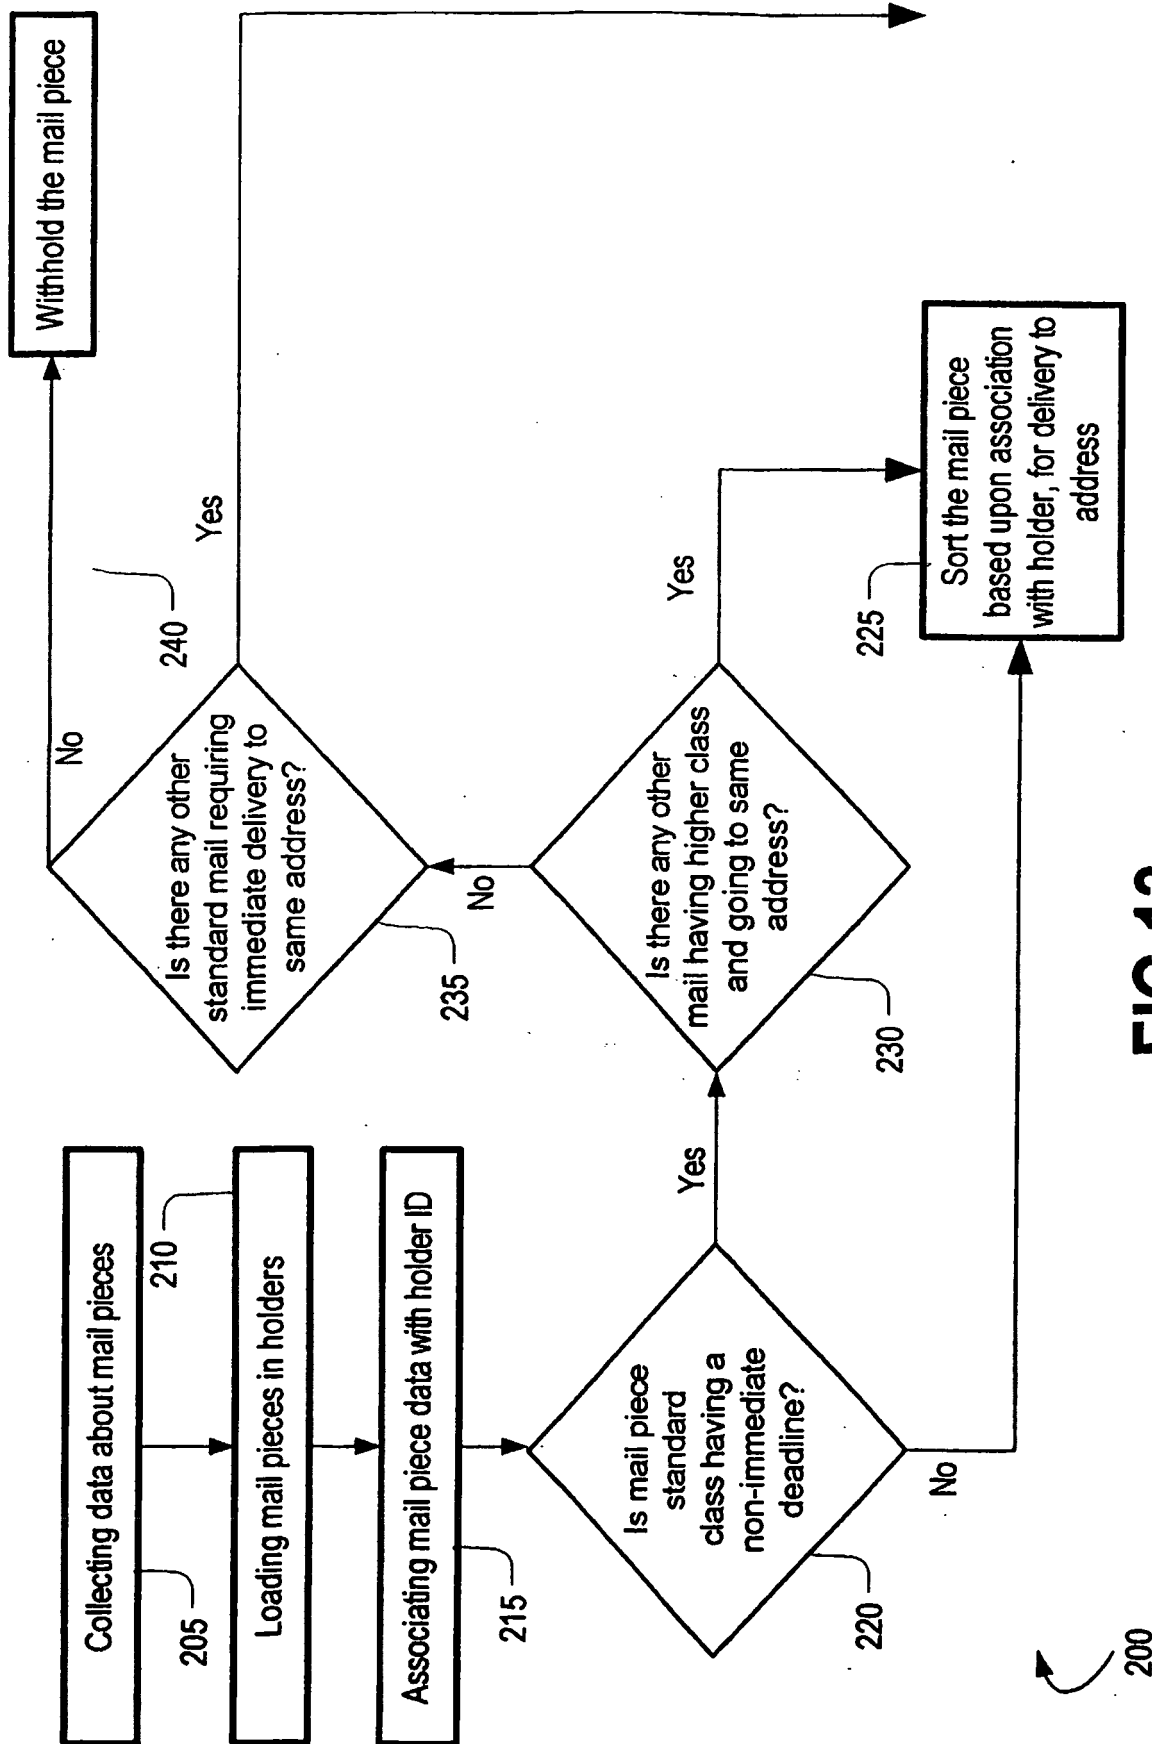 Collecting data about mail pieces
205
210
Loading mail pieces in holders
Associating mail piece data with holder ID
215
Is mail piece
standard
class having a
non-immediate
deadline?
220
Yes
No
Is there any other
mail having higher class
and going to same
address?
230
No
Yes
Is there any other
standard mail requiring
immediate delivery to
same address?
235
No
240
Yes
Withhold the mail piece
Sort the mail piece
based upon association
with holder, for delivery to
address
225
200